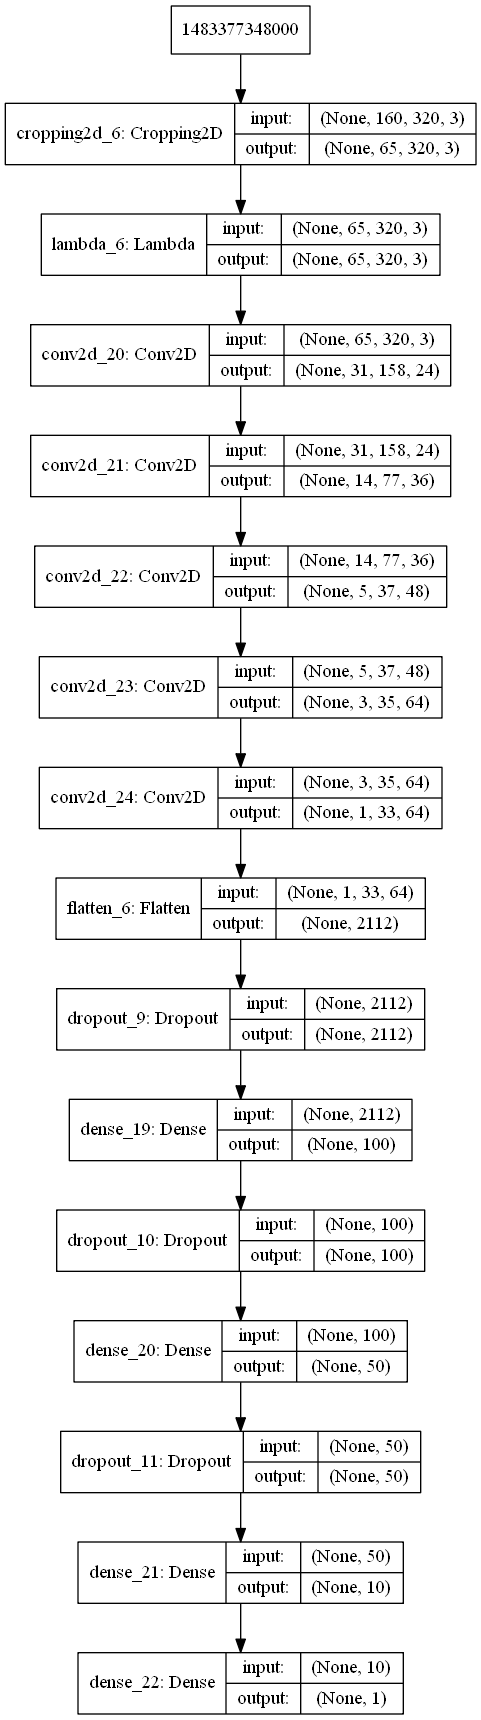 1483377348000
cropping2d_6: Cropping2D
input: (None, 160, 320, 3)
output: (None, 65, 320, 3)
lambda_6: Lambda
input: (None, 65, 320, 3)
output: (None, 65, 320, 3)
conv2d_20: Conv2D
input: (None, 65, 320, 3)
output: (None, 31, 158, 24)
conv2d_21: Conv2D
input: (None, 31, 158, 24)
output: (None, 14, 77, 36)
conv2d_22: Conv2D
input: (None, 14, 77, 36)
output: (None, 5, 37, 48)
conv2d_23: Conv2D
input: (None, 5, 37, 48)
output: (None, 3, 35, 64)
conv2d_24: Conv2D
input: (None, 3, 35, 64)
output: (None, 1, 33, 64)
flatten_6: Flatten
input: (None, 1, 33, 64)
output: (None, 2112)
dropout_9: Dropout
input: (None, 2112)
output: (None, 2112)
dense_19: Dense
input: (None, 2112)
output: (None, 100)
dropout_10: Dropout
input: (None, 100)
output: (None, 100)
dense_20: Dense
input: (None, 100)
output: (None, 50)
dropout_11: Dropout
input: (None, 50)
output: (None, 50)
dense_21: Dense
input: (None, 50)
output: (None, 10)
dense_22: Dense
input: (None, 10)
output: (None, 1)